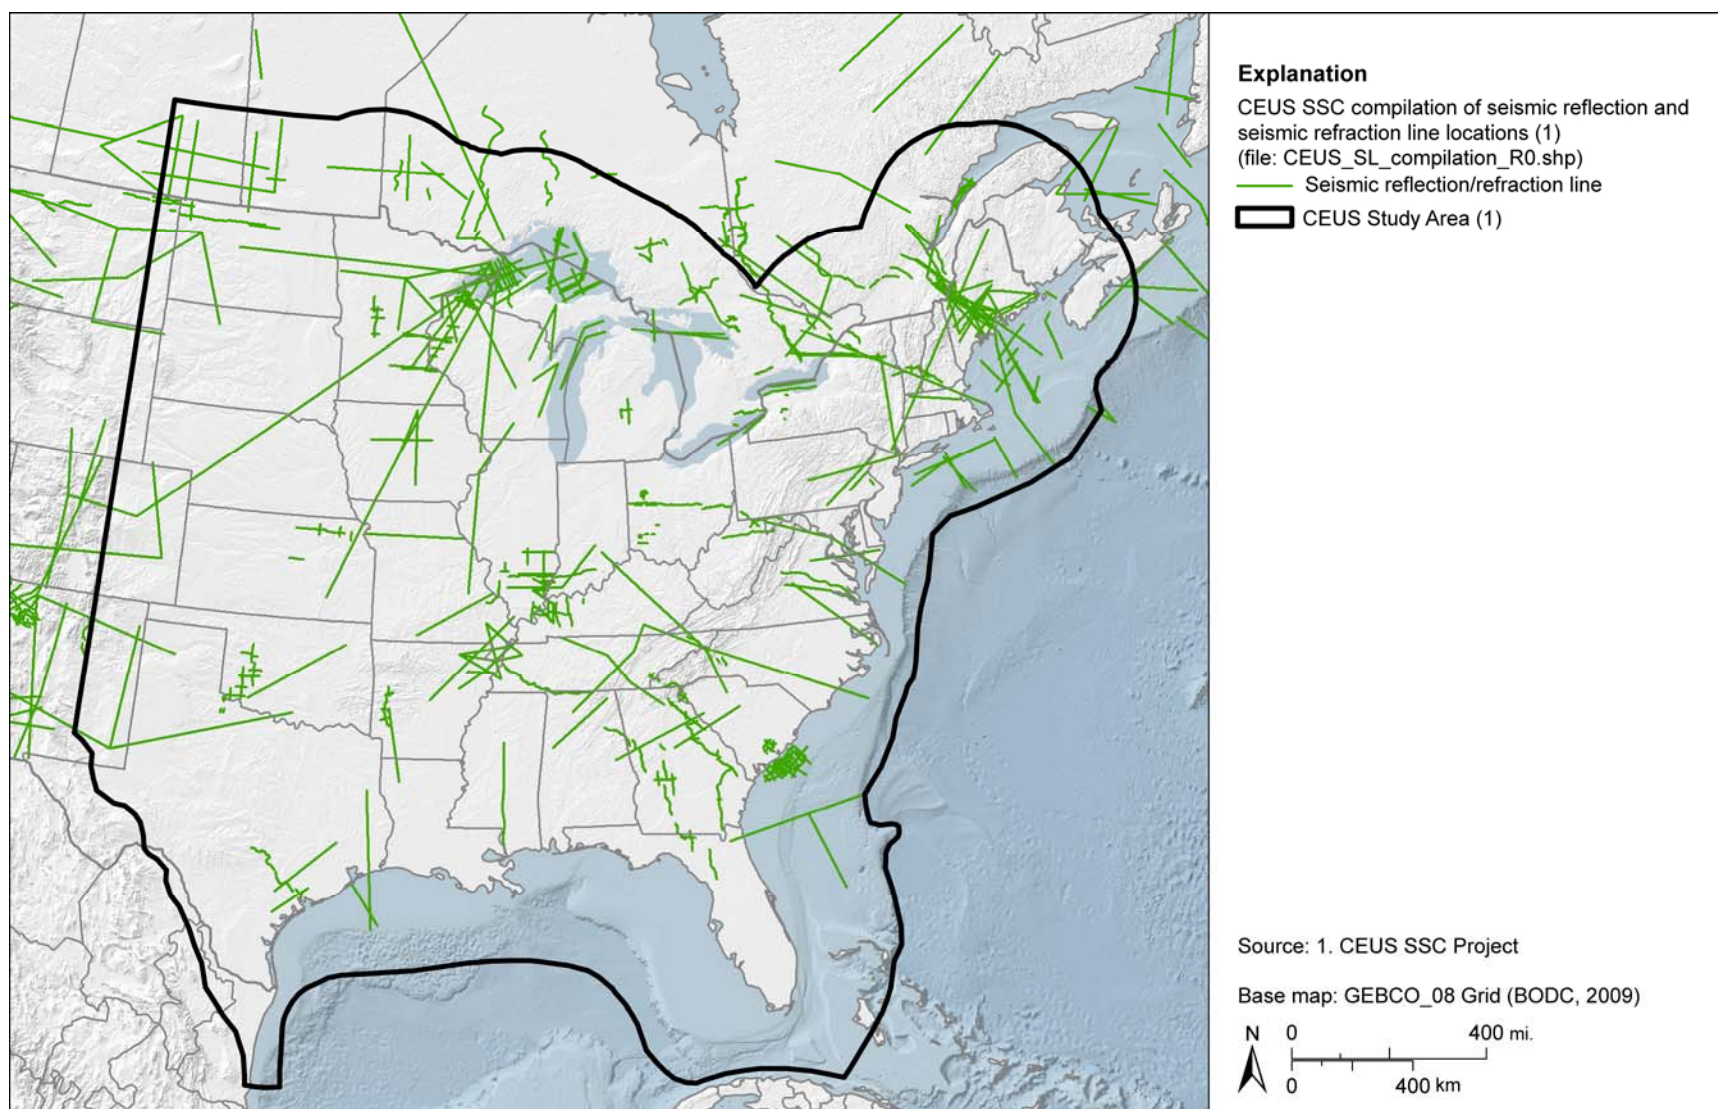 Explanation
CEUS SSC compilation of seismic reflection and
seismic refraction line locations (1)
(file: CEUS_SL_compilation_R0.shp)
Seismic reflection/refraction line
CEUS Study Area (1)
Source: 1. CEUS SSC Project
Base map: GEBCO_08 Grid (BODC, 2009)
N 0 400 mi.
0 400 km